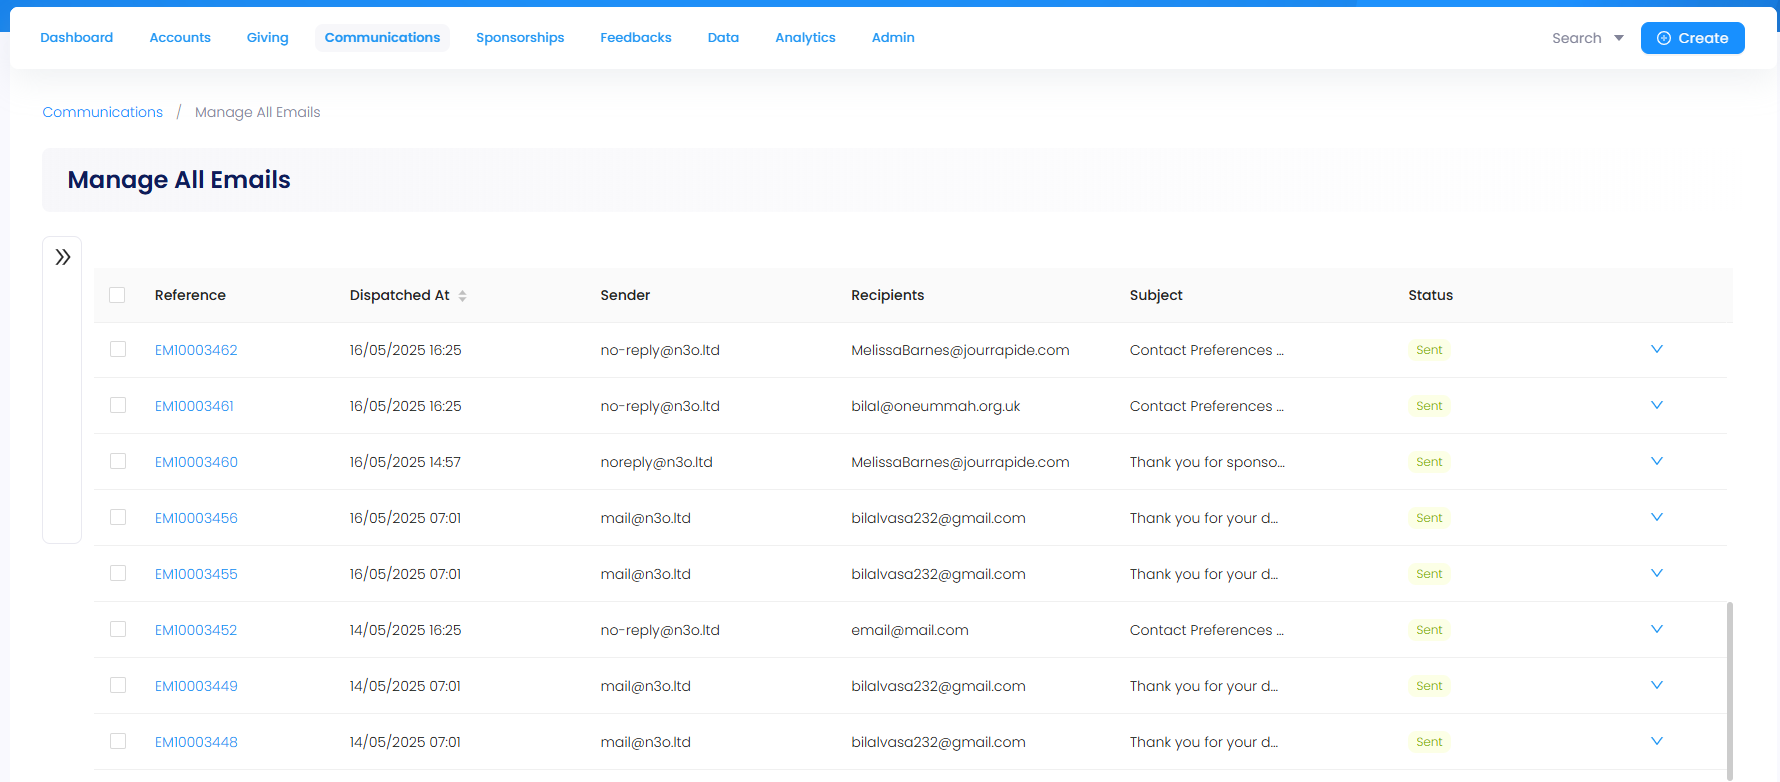 Dashboard Accounts Giving Communications Sponsorships Feedbacks Data Analytics Admin Search Create
Communications / Manage All Emails
Manage All Emails
Reference Dispatched At Sender Recipients Subject Status
EM10003462 16/05/2025 16:25 no-reply@n3o.ltd MelissaBarnes@jourrapide.com Contact Preferences ... Sent
EM10003461 16/05/2025 16:25 no-reply@n3o.ltd bilal@oneummah.org.uk Contact Preferences ... Sent
EM10003460 16/05/2025 14:57 noreply@n3o.ltd MelissaBarnes@jourrapide.com Thank you for sponso... Sent
EM10003456 16/05/2025 07:01 mail@n3o.ltd bilalvasa232@gmail.com Thank you for your d... Sent
EM10003455 16/05/2025 07:01 mail@n3o.ltd bilalvasa232@gmail.com Thank you for your d... Sent
EM10003452 14/05/2025 16:25 no-reply@n3o.ltd email@mail.com Contact Preferences ... Sent
EM10003449 14/05/2025 07:01 mail@n3o.ltd bilalvasa232@gmail.com Thank you for your d... Sent
EM10003448 14/05/2025 07:01 mail@n3o.ltd bilalvasa232@gmail.com Thank you for your d... Sent